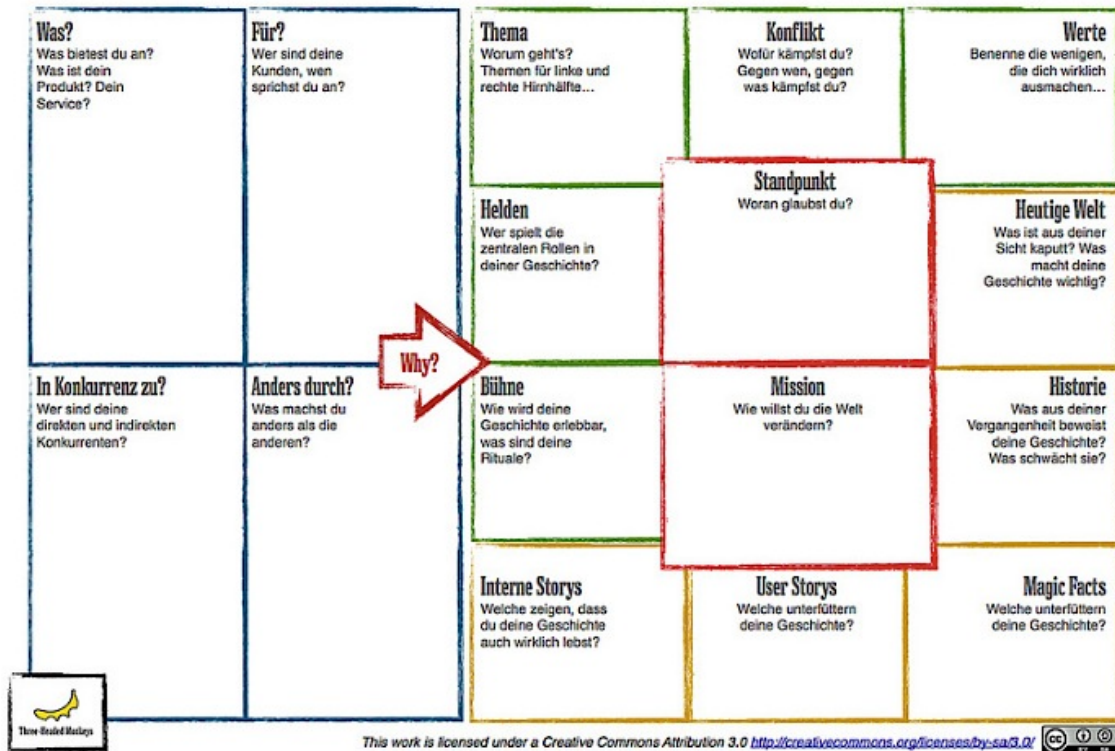 Was?
Was bietest du an?
Was ist dein
Produkt? Dein
Service?
Für?
Wer sind deine
Kunden, wen
sprichst du an?
In Konkurrenz zu?
Wer sind deine
direkten und indirekten
Konkurrenten?
Anders durch?
Was machst du
anders als die
anderen?
Why?
Thema
Worum geht's?
Themen für linke und
rechte Hirnhälfte...
Konflikt
Wofür kämpfst du?
Gegen wen, gegen
was kämpfst du?
Werte
Benenne die wenigen,
die dich wirklich
ausmachen...
Helden
Wer spielt die
zentralen Rollen in
deiner Geschichte?
Standpunkt
Woran glaubst du?
Heutige Welt
Was ist aus deiner
Sicht kaputt? Was
macht deine
Geschichte wichtig?
Bühne
Wie wird deine
Geschichte erlebbar,
was sind deine
Rituale?
Mission
Wie willst du die Welt
verändern?
Historie
Was aus deiner
Vergangenheit beweist
deine Geschichte?
Was schwächt sie?
Interne Storys
Welche zeigen, dass
du deine Geschichte
auch wirklich lebst?
User Storys
Welche unterfüttern
deine Geschichte?
Magic Facts
Welche unterfüttern
deine Geschichte?
Three-Headed Monkeys
This work is licensed under a Creative Commons Attribution 3.0 http://creativecommons.org/licenses/by-sa/3.0/
cc